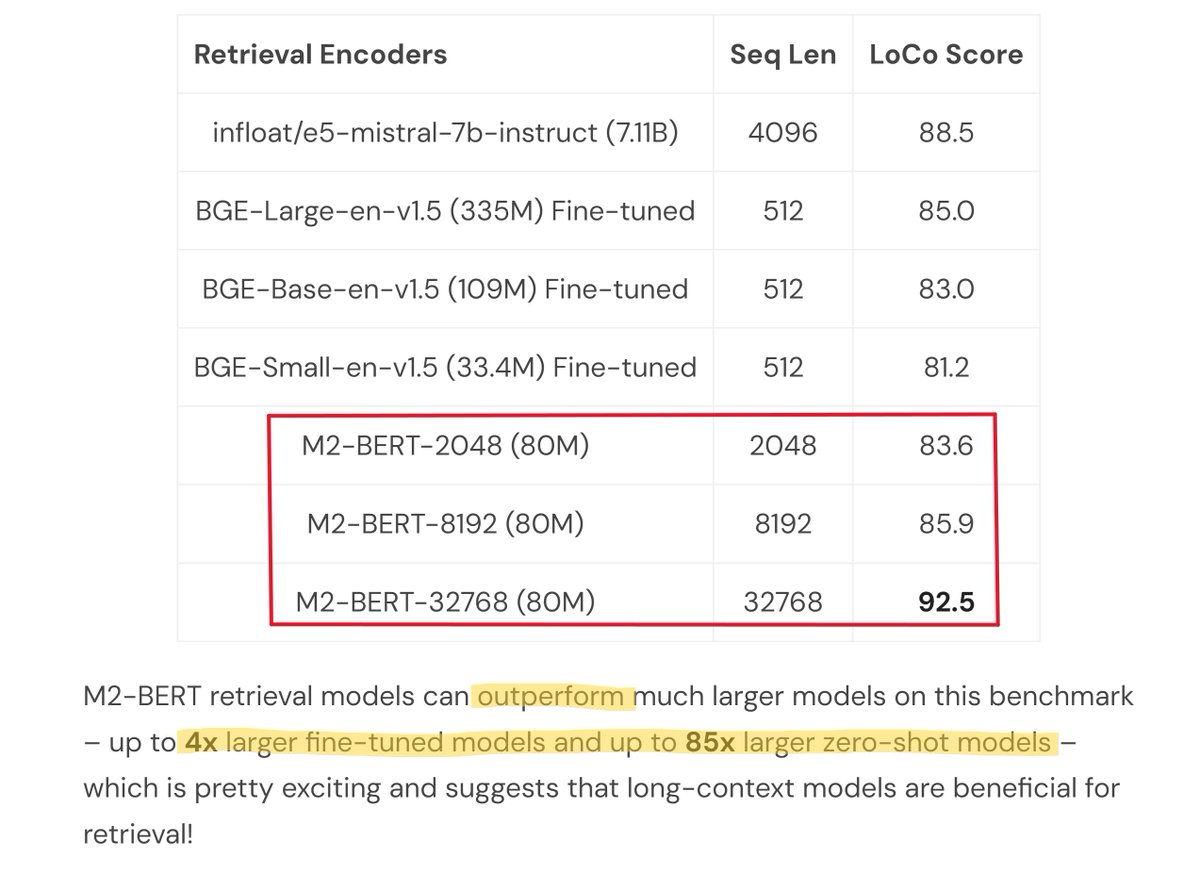 Retrieval Encoders Seq Len LoCo Score
infloat/e5-mistral-7b-instruct (7.11B) 4096 88.5
BGE-Large-en-v1.5 (335M) Fine-tuned 512 85.0
BGE-Base-en-v1.5 (109M) Fine-tuned 512 83.0
BGE-Small-en-v1.5 (33.4M) Fine-tuned 512 81.2
M2-BERT-2048 (80M) 2048 83.6
M2-BERT-8192 (80M) 8192 85.9
M2-BERT-32768 (80M) 32768 92.5
M2-BERT retrieval models can outperform much larger models on this benchmark
– up to 4x larger fine-tuned models and up to 85x larger zero-shot models –
which is pretty exciting and suggests that long-context models are beneficial for
retrieval!